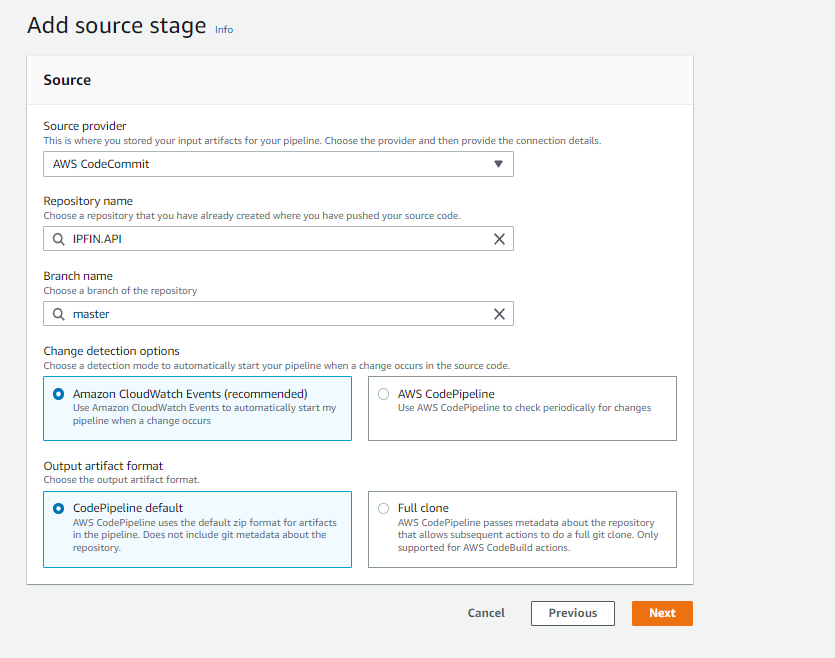 Add source stage Info
Source
Source provider
This is where you stored your input artifacts for your pipeline. Choose the provider and then provide the connection details.
AWS CodeCommit
Repository name
Choose a repository that you have already created where you have pushed your source code.
IPFIN.API
Branch name
Choose a branch of the repository
master
Change detection options
Choose a detection mode to automatically start your pipeline when a change occurs in the source code.
Amazon CloudWatch Events (recommended)
Use Amazon CloudWatch Events to automatically start my
pipeline when a change occurs
AWS CodePipeline
Use AWS CodePipeline to check periodically for changes
Output artifact format
Choose the output artifact format.
CodePipeline default
AWS CodePipeline uses the default zip format for artifacts
in the pipeline. Does not include git metadata about the
repository.
Full clone
AWS CodePipeline passes metadata about the repository
that allows subsequent actions to do a full git clone. Only
supported for AWS CodeBuild actions.
Cancel Previous Next